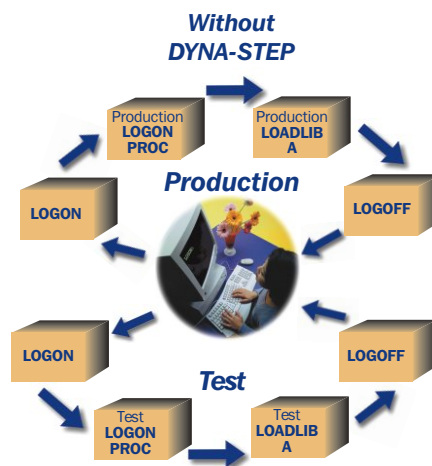 Without
DYNA-STEP
Production
LOGON
PROC
Production
LOADLIB
A
LOGON
Production
LOGOFF
LOGON
Test
LOGOFF
Test
LOGON
PROC
Test
LOADLIB
A